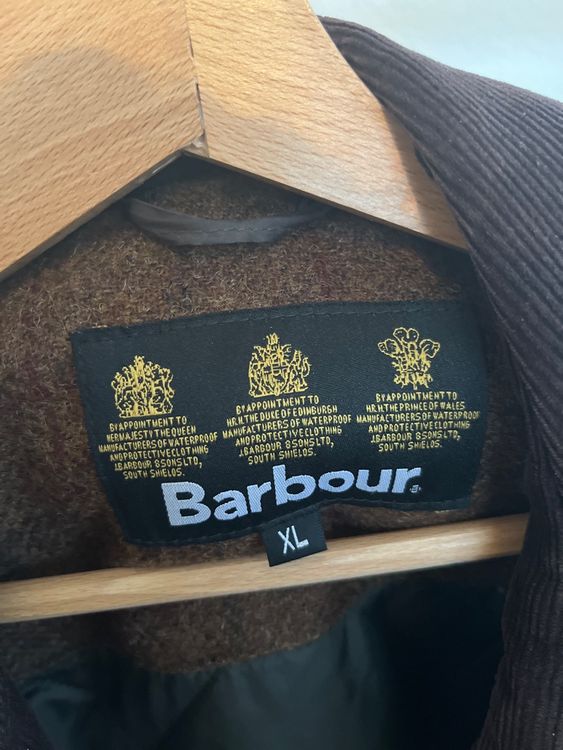 BY APPOINTMENT TO
HER MAJESTY THE QUEEN
MANUFACTURERS OF WATERPROOF
AND PROTECTIVE CLOTHING
J.BARBOUR & SONS LTD,
SOUTH SHIELDS.
BY APPOINTMENT TO
H.R.H. THE DUKE OF EDINBURGH
MANUFACTURERS OF WATERPROOF
AND PROTECTIVE CLOTHING
J.BARBOUR & SONS LTD,
SOUTH SHIELDS.
BY APPOINTMENT TO
H.R.H. THE PRINCE OF WALES
MANUFACTURERS OF WATERPROOF
AND PROTECTIVE CLOTHING
J.BARBOUR & SONS LTD,
SOUTH SHIELDS.
Barbour
XL